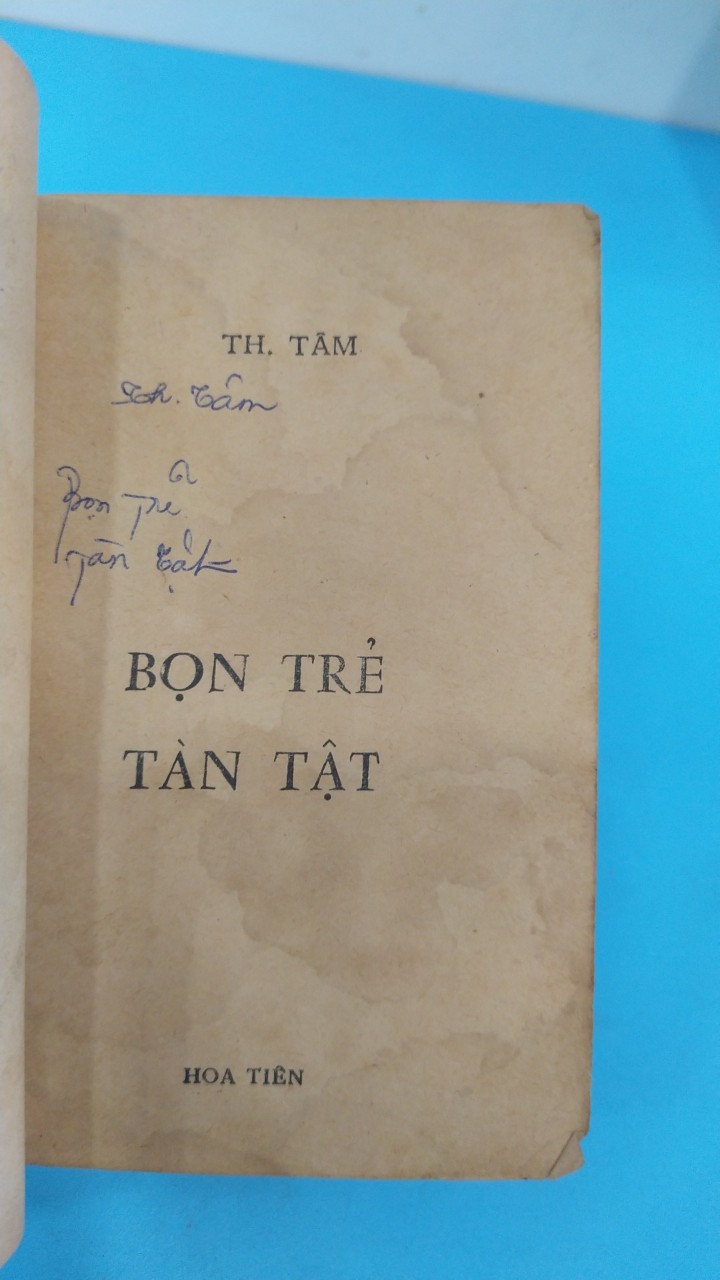 TH. TÂM
Th. Tâm
Bọn Trẻ
Tàn Tật
BỌN TRẺ
TÀN TẬT
HOA TIÊN